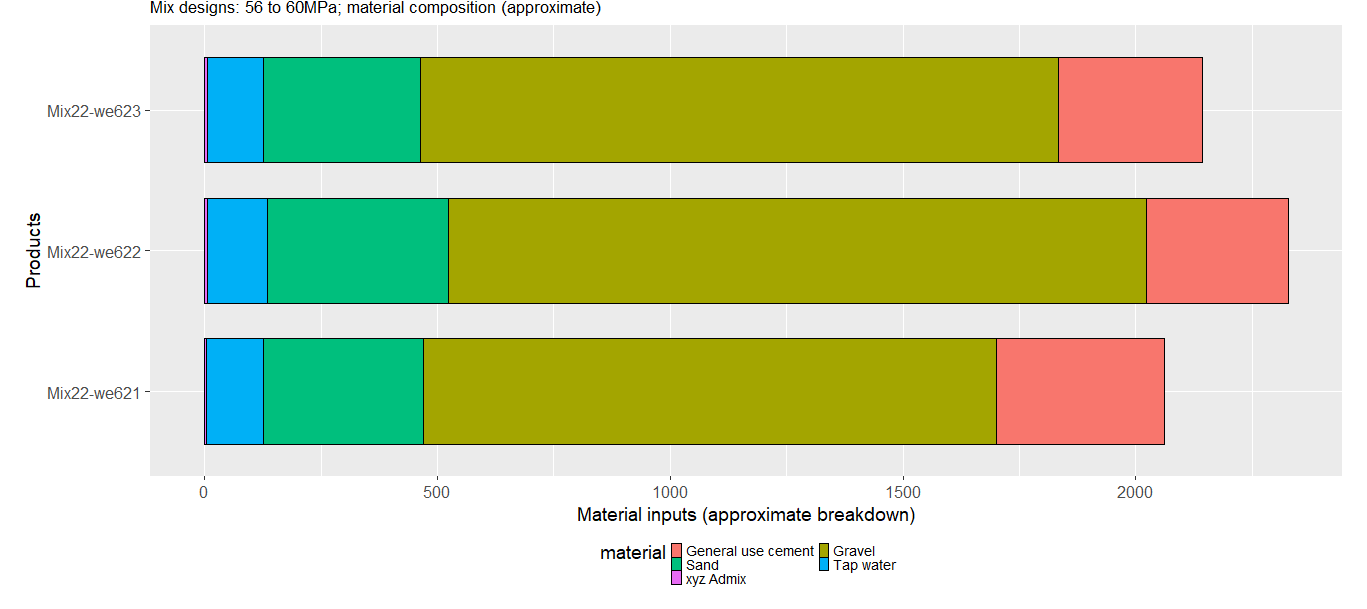 Mix designs: 56 to 60MPa; material composition (approximate)
Mix22-we623
Mix22-we622
Mix22-we621
Products
0 500 1000 1500 2000
Material inputs (approximate breakdown)
material General use cement Gravel
Sand Tap water
xyz Admix